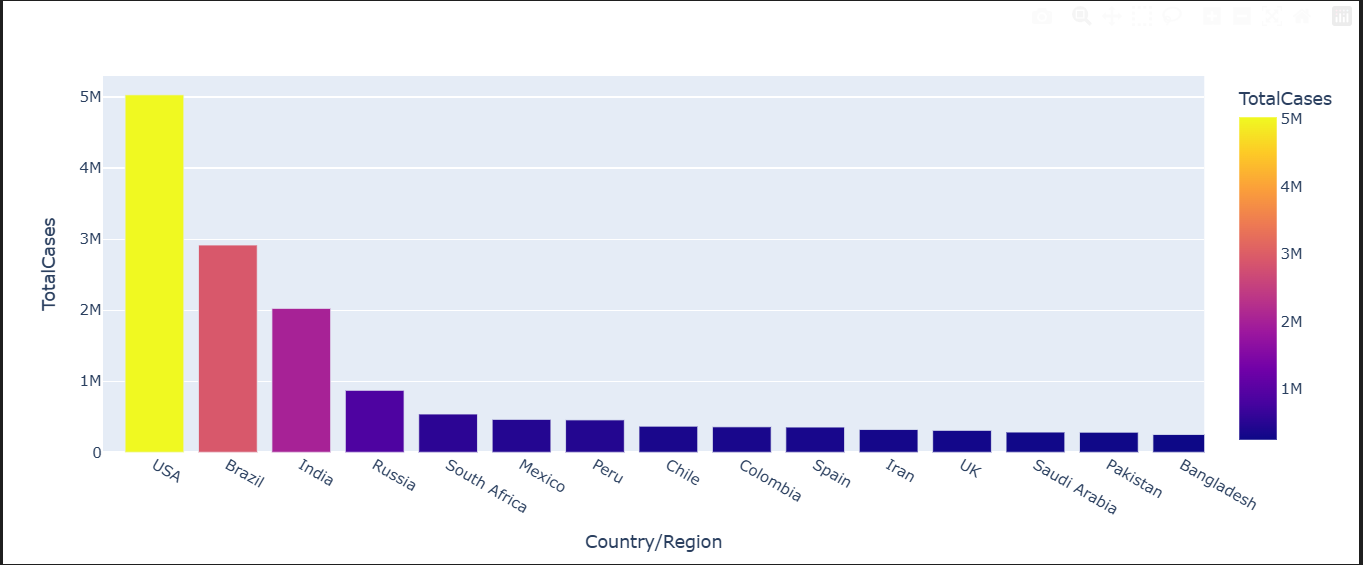 TotalCases
5M
4M
3M
2M
1M
0
USA
Brazil
India
Russia
South Africa
Mexico
Peru
Chile
Colombia
Spain
Iran
UK
Saudi Arabia
Pakistan
Bangladesh
Country/Region
TotalCases
5M
4M
3M
2M
1M